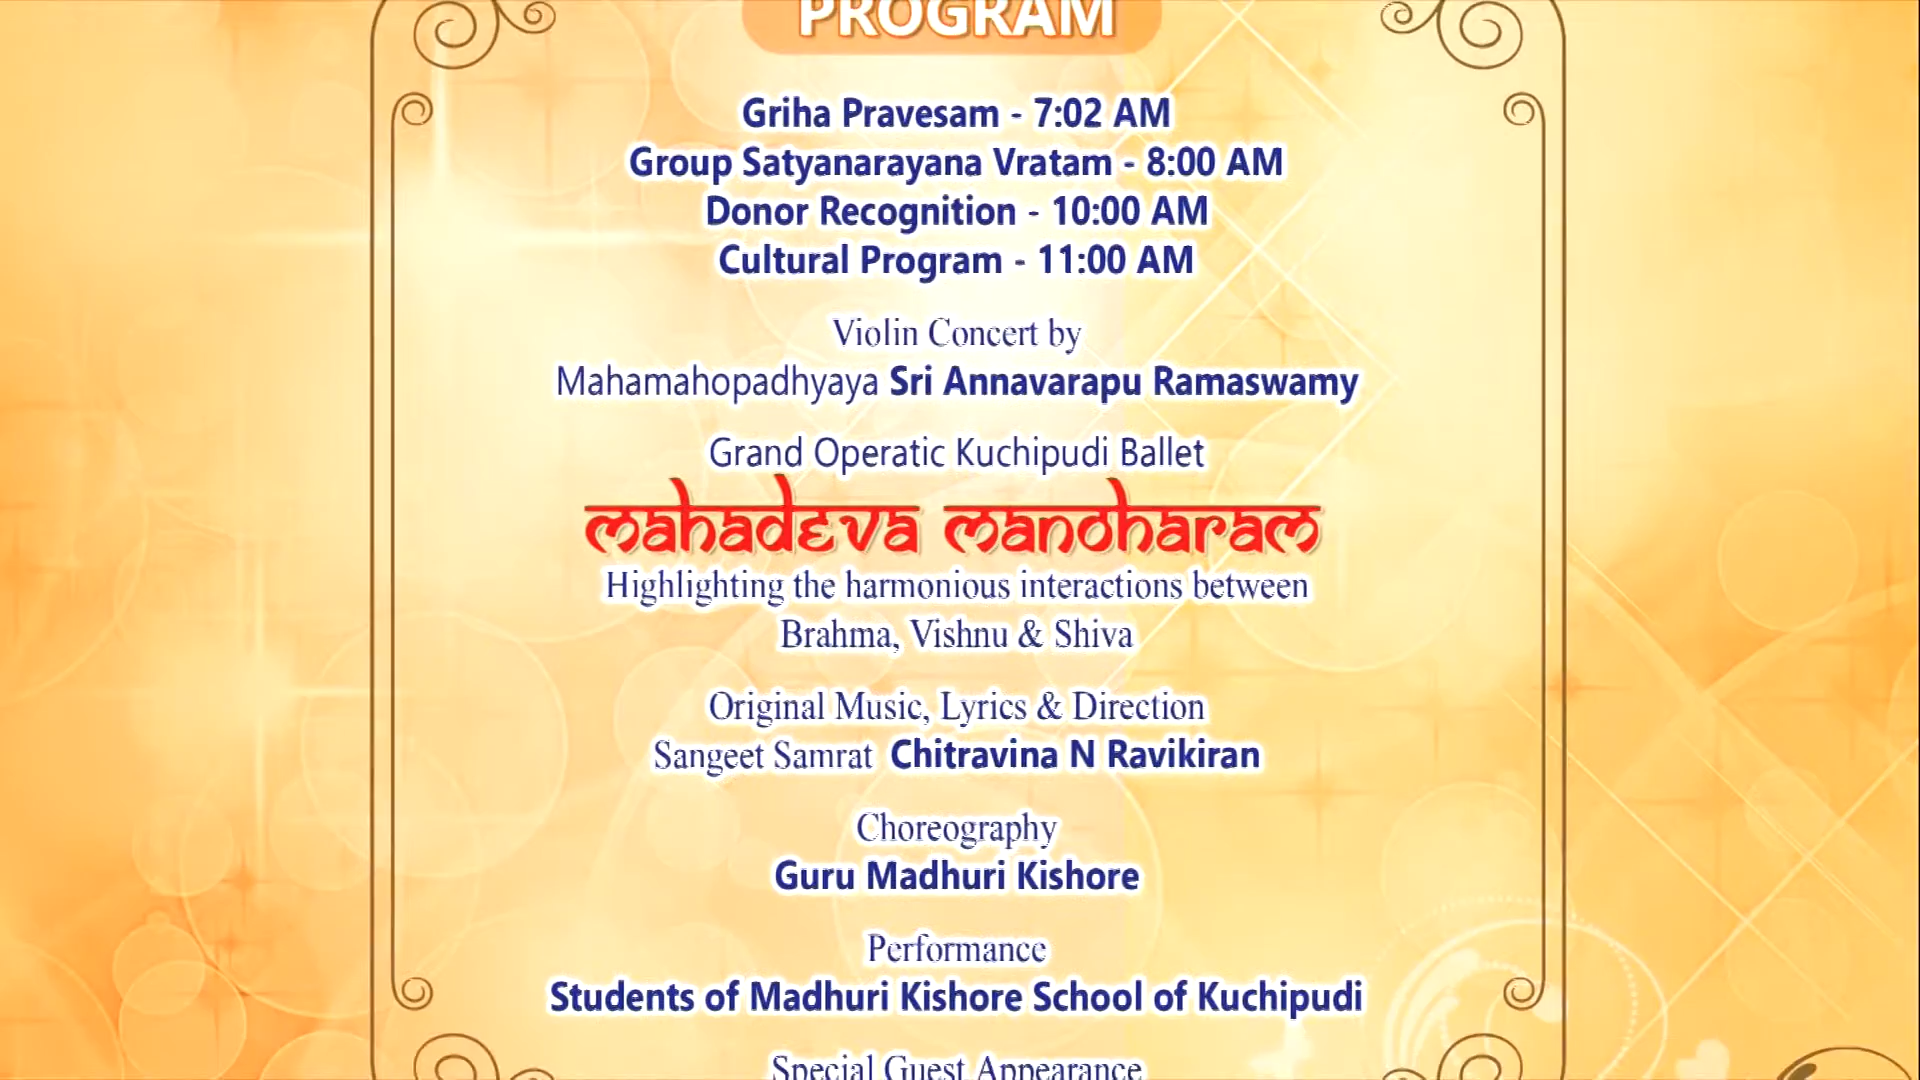 PROGRAM
Griha Pravesam - 7:02 AM
Group Satyanarayana Vratam - 8:00 AM
Donor Recognition - 10:00 AM
Cultural Program - 11:00 AM
Violin Concert by
Mahamahopadhyaya Sri Annavarapu Ramaswamy
Grand Operatic Kuchipudi Ballet
mahadeva manoharam
Highlighting the harmonious interactions between
Brahma, Vishnu & Shiva
Original Music, Lyrics & Direction
Sangeet Samrat Chitravina N Ravikiran
Choreography
Guru Madhuri Kishore
Performance
Students of Madhuri Kishore School of Kuchipudi
Special Guest Appearance